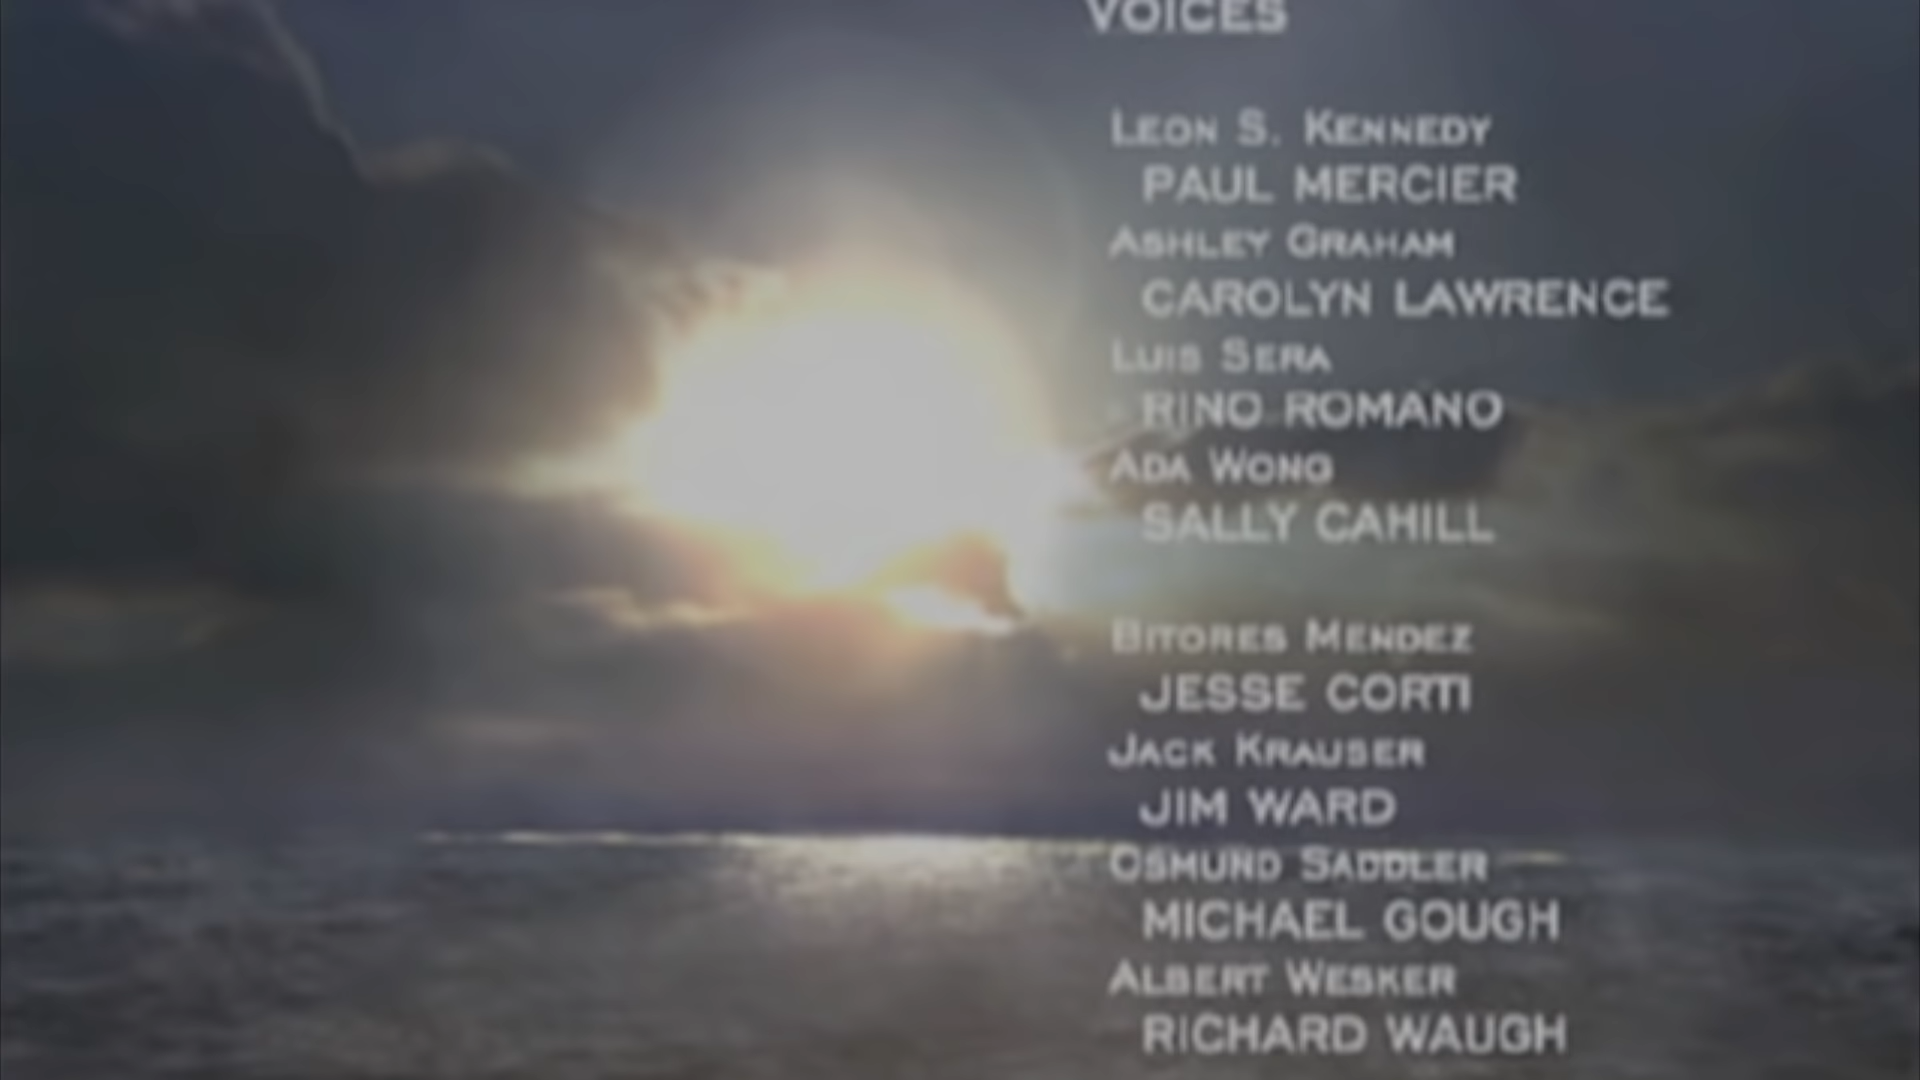 VOICES
LEON S. KENNEDY
PAUL MERCIER
ASHLEY GRAHAM
CAROLYN LAWRENCE
LUIS SERA
RINO ROMANO
ADA WONG
SALLY CAHILL
BITORES MENDEZ
JESSE CORTI
JACK KRAUSER
JIM WARD
OSMUND SADDLER
MICHAEL GOUGH
ALBERT WESKER
RICHARD WAUGH